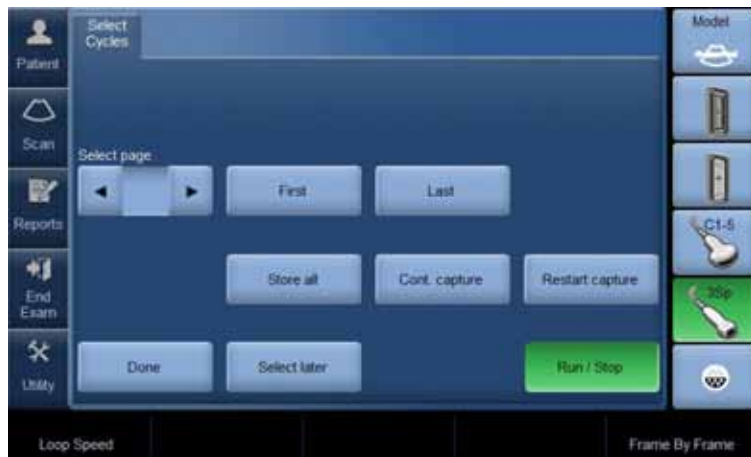 Patient
Scan
Reports
End
Exam
Utility
Select
Cycles
Select page
First
Last
Store all
Cont. capture
Restart capture
Done
Select later
Run / Stop
Model
C1-5
3Sp
Loop Speed
Frame By Frame